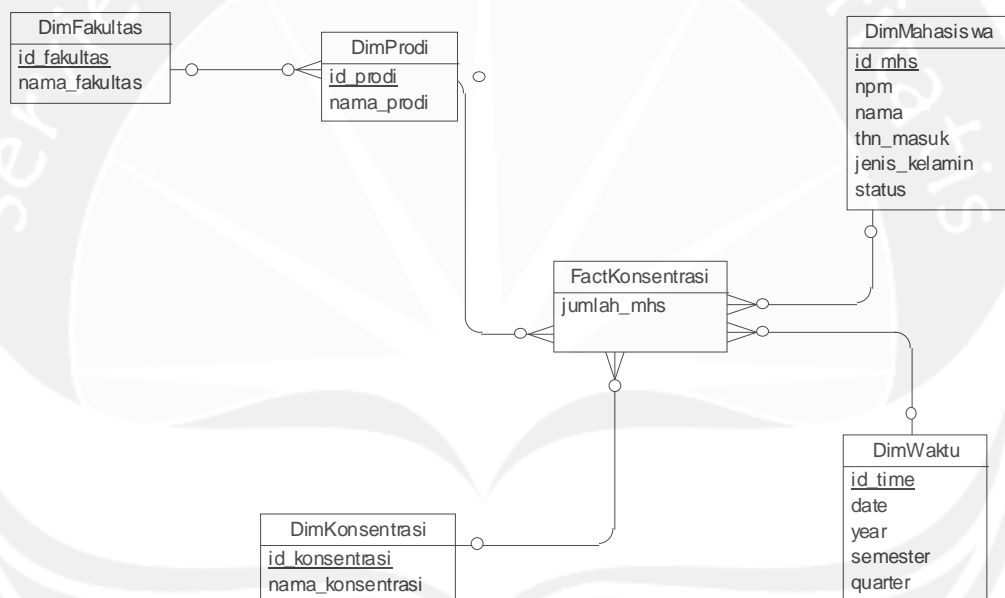 DimFakultas
id_fakultas
nama_fakultas
DimProdi
id_prodi
nama_prodi
DimMahasiswa
id_mhs
npm
nama
thn_masuk
jenis_kelamin
status
FactKonsentrasi
jumlah_mhs
DimWaktu
id_time
date
year
semester
quarter
DimKonsentrasi
id_konsentrasi
nama_konsentrasi